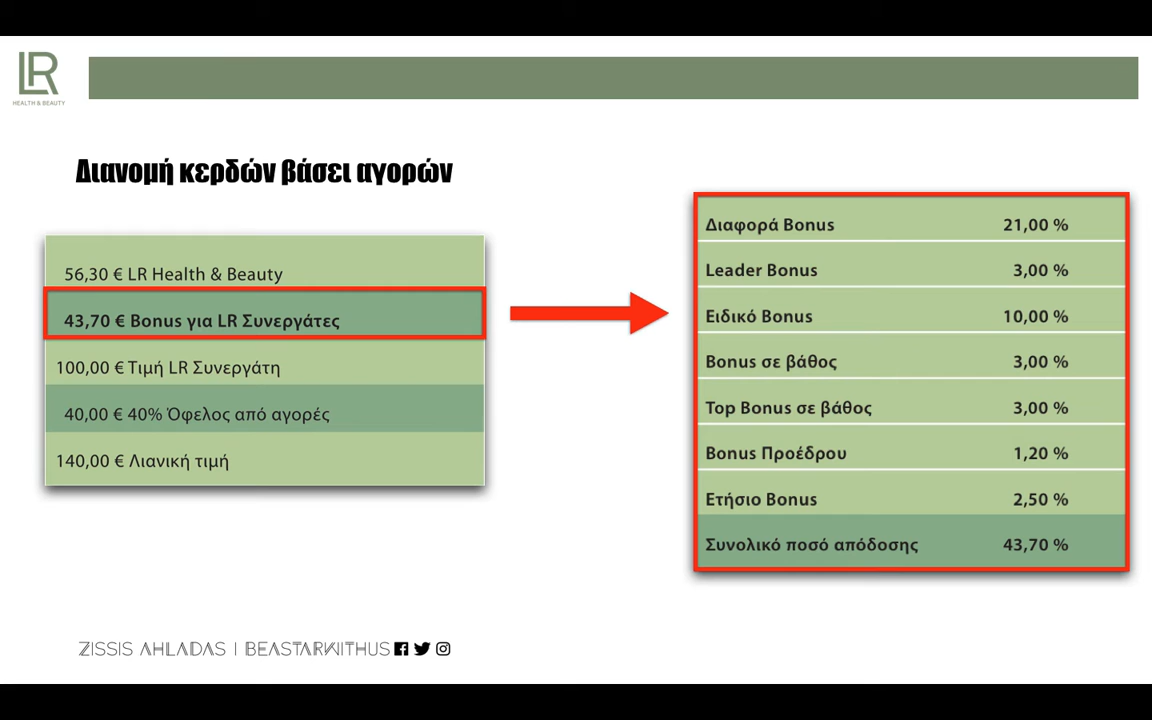 LR
HEALTH & BEAUTY
Διανομή κερδών βάσει αγορών
56,30 € LR Health & Beauty
43,70 € Bonus για LR Συνεργάτες
100,00 € Τιμή LR Συνεργάτη
40,00 € 40% Όφελος από αγορές
140,00 € Λιανική τιμή
Διαφορά Bonus 21,00 %
Leader Bonus 3,00 %
Ειδικό Bonus 10,00 %
Bonus σε βάθος 3,00 %
Top Bonus σε βάθος 3,00 %
Bonus Προέδρου 1,20 %
Ετήσιο Bonus 2,50 %
Συνολικό ποσό απόδοσης 43,70 %
ZISSIS AHLADAS | BEASTARWITHUS